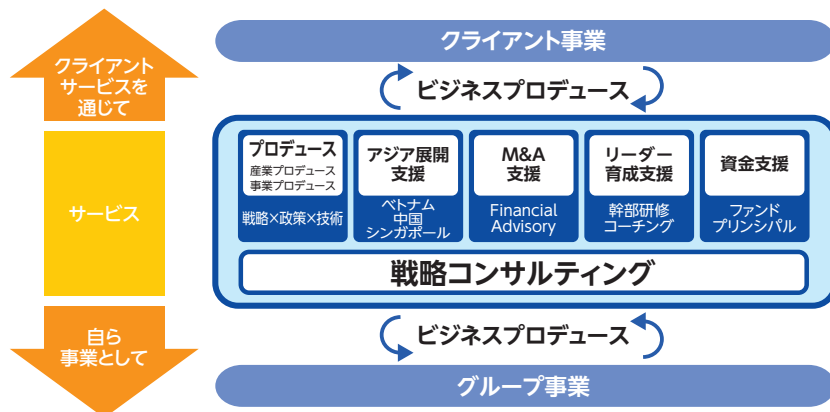 クライアント
サービスを
通じて
クライアント事業
ビジネスプロデュース
サービス
プロデュース
産業プロデュース
事業プロデュース
戦略×政策×技術
アジア展開
支援
ベトナム
中国
シンガポール
M&A
支援
Financial
Advisory
リーダー
育成支援
幹部研修
コーチング
資金支援
ファンド
プリンシパル
戦略コンサルティング
自ら
事業として
ビジネスプロデュース
グループ事業